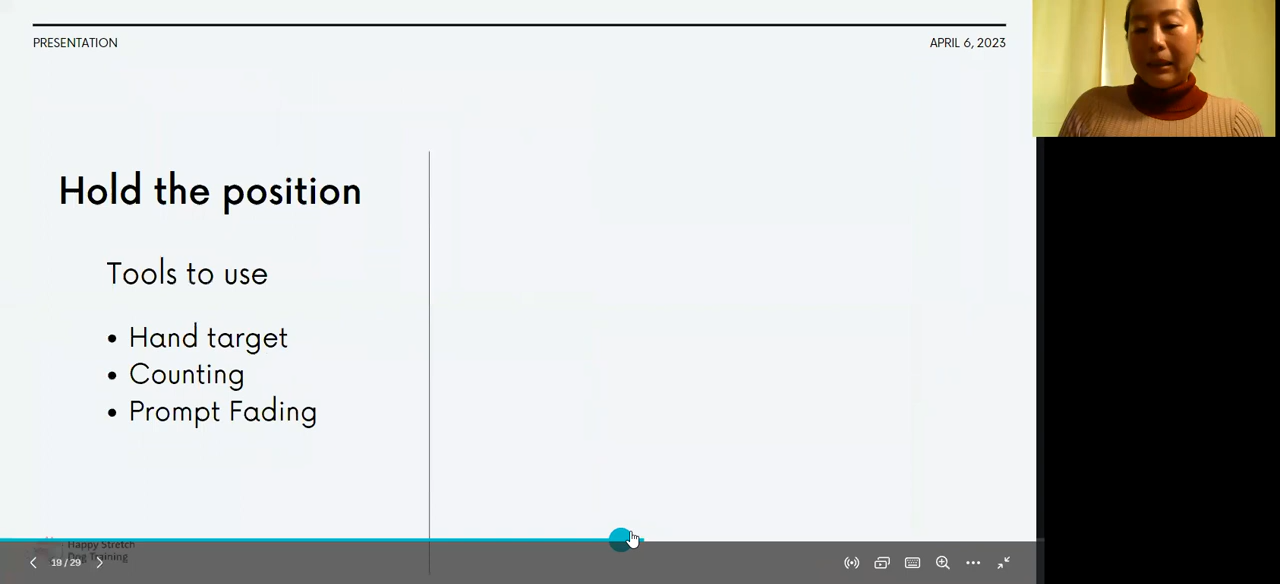 PRESENTATION
APRIL 6, 2023
Hold the position
Tools to use
• Hand target
• Counting
• Prompt Fading
Happy Stretch
Dog Training
19 / 29